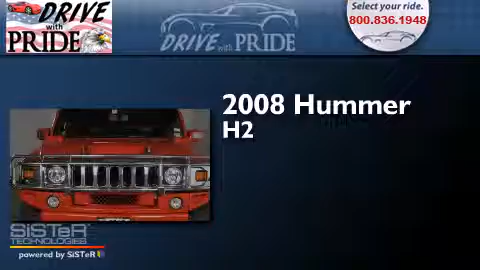 DRIVE
with
PRIDE
DRIVE
with PRIDE
Select your ride.
800.836.1948
2008 Hummer
H2
SiSTeR
TECHNOLOGIES
powered by SiSTeR